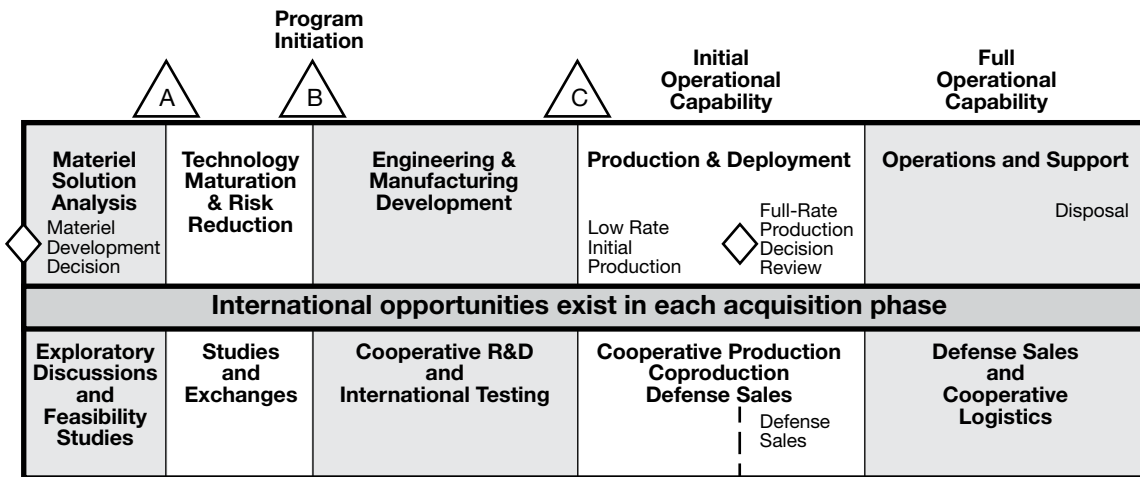 Program
Initiation
Initial
Operational
Capability
Full
Operational
Capability
A
B
C
Materiel
Solution
Analysis
Materiel
Development
Decision
Technology
Maturation
& Risk
Reduction
Engineering &
Manufacturing
Development
Production & Deployment
Low Rate
Initial
Production
Full-Rate
Production
Decision
Review
Operations and Support
Disposal
International opportunities exist in each acquisition phase
Exploratory
Discussions
and
Feasibility
Studies
Studies
and
Exchanges
Cooperative R&D
and
International Testing
Cooperative Production
Coproduction
Defense Sales
Defense
Sales
Defense Sales
and
Cooperative
Logistics